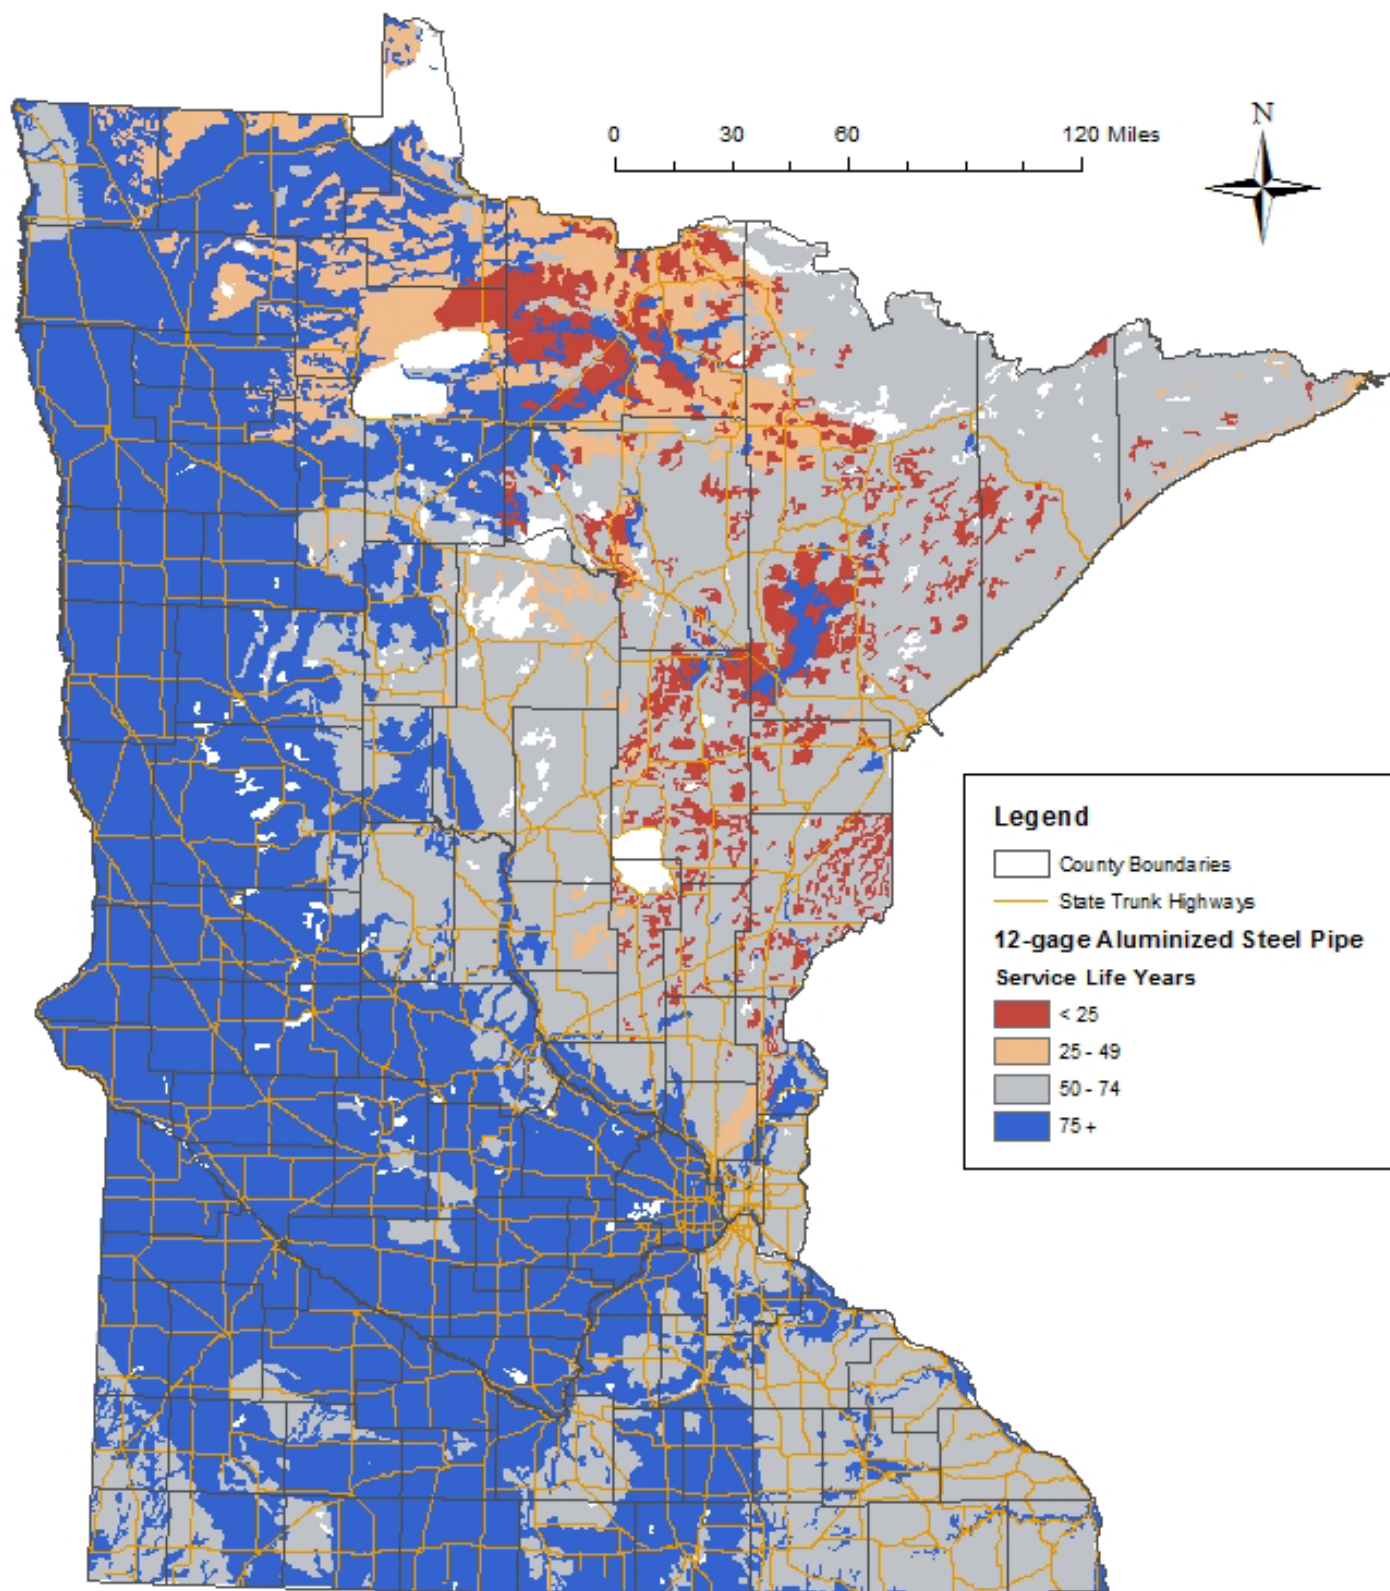 N
0 30 60 120 Miles
Legend
County Boundaries
State Trunk Highways
12-gage Aluminized Steel Pipe
Service Life Years
< 25
25 - 49
50 - 74
75 +